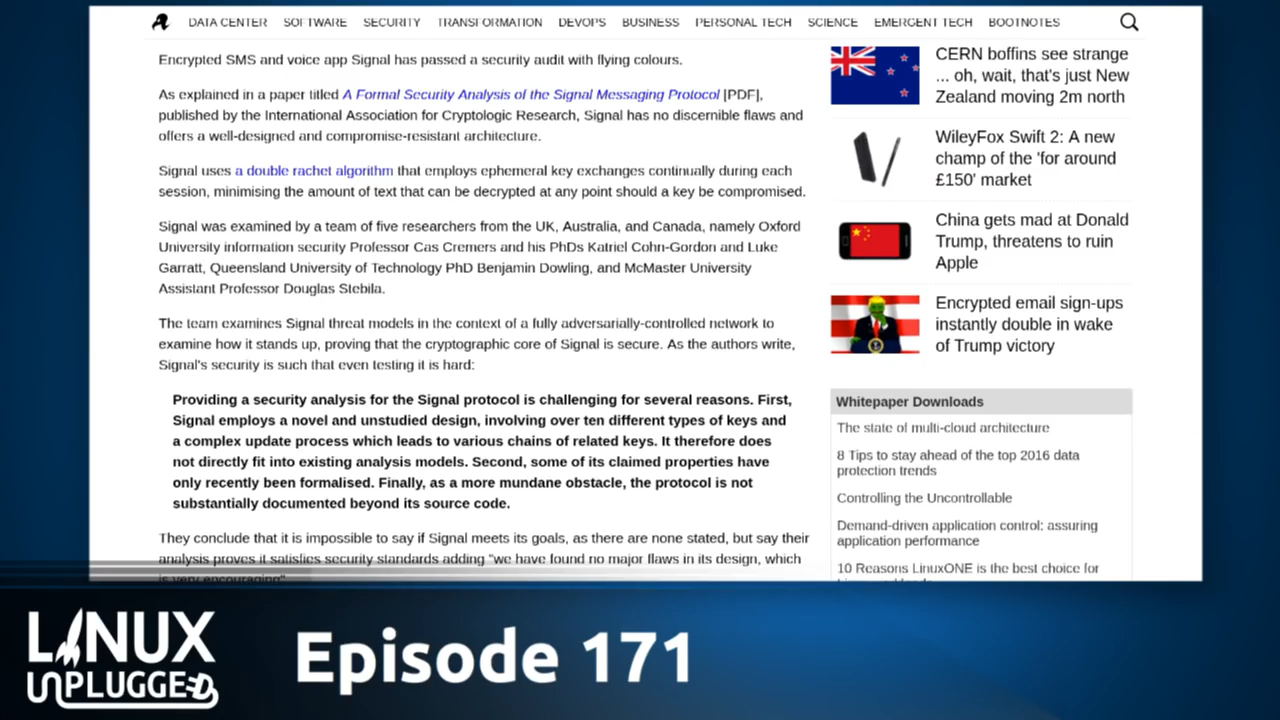 DATA CENTER SOFTWARE SECURITY TRANSFORMATION DEVOPS BUSINESS PERSONAL TECH SCIENCE EMERGENT TECH BOOTNOTES
Encrypted SMS and voice app Signal has passed a security audit with flying colours.
As explained in a paper titled A Formal Security Analysis of the Signal Messaging Protocol [PDF],
published by the International Association for Cryptologic Research, Signal has no discernible flaws and
offers a well-designed and compromise-resistant architecture.
Signal uses a double rachet algorithm that employs ephemeral key exchanges continually during each
session, minimising the amount of text that can be decrypted at any point should a key be compromised.
Signal was examined by a team of five researchers from the UK, Australia, and Canada, namely Oxford
University information security Professor Cas Cremers and his PhDs Katriel Cohn-Gordon and Luke
Garratt, Queensland University of Technology PhD Benjamin Dowling, and McMaster University
Assistant Professor Douglas Stebila.
The team examines Signal threat models in the context of a fully adversarially-controlled network to
examine how it stands up, proving that the cryptographic core of Signal is secure. As the authors write,
Signal's security is such that even testing it is hard:
Providing a security analysis for the Signal protocol is challenging for several reasons. First,
Signal employs a novel and unstudied design, involving over ten different types of keys and
a complex update process which leads to various chains of related keys. It therefore does
not directly fit into existing analysis models. Second, some of its claimed properties have
only recently been formalised. Finally, as a more mundane obstacle, the protocol is not
substantially documented beyond its source code.
They conclude that it is impossible to say if Signal meets its goals, as there are none stated, but say their
analysis proves it satisfies security standards adding "we have found no major flaws in its design, which
is very encouraging"
CERN boffins see strange
... oh, wait, that's just New
Zealand moving 2m north
WileyFox Swift 2: A new
champ of the 'for around
£150' market
China gets mad at Donald
Trump, threatens to ruin
Apple
Encrypted email sign-ups
instantly double in wake
of Trump victory
Whitepaper Downloads
The state of multi-cloud architecture
8 Tips to stay ahead of the top 2016 data
protection trends
Controlling the Uncontrollable
Demand-driven application control: assuring
application performance
10 Reasons LinuxONE is the best choice for
LINUX
UNPLUGGED
Episode 171